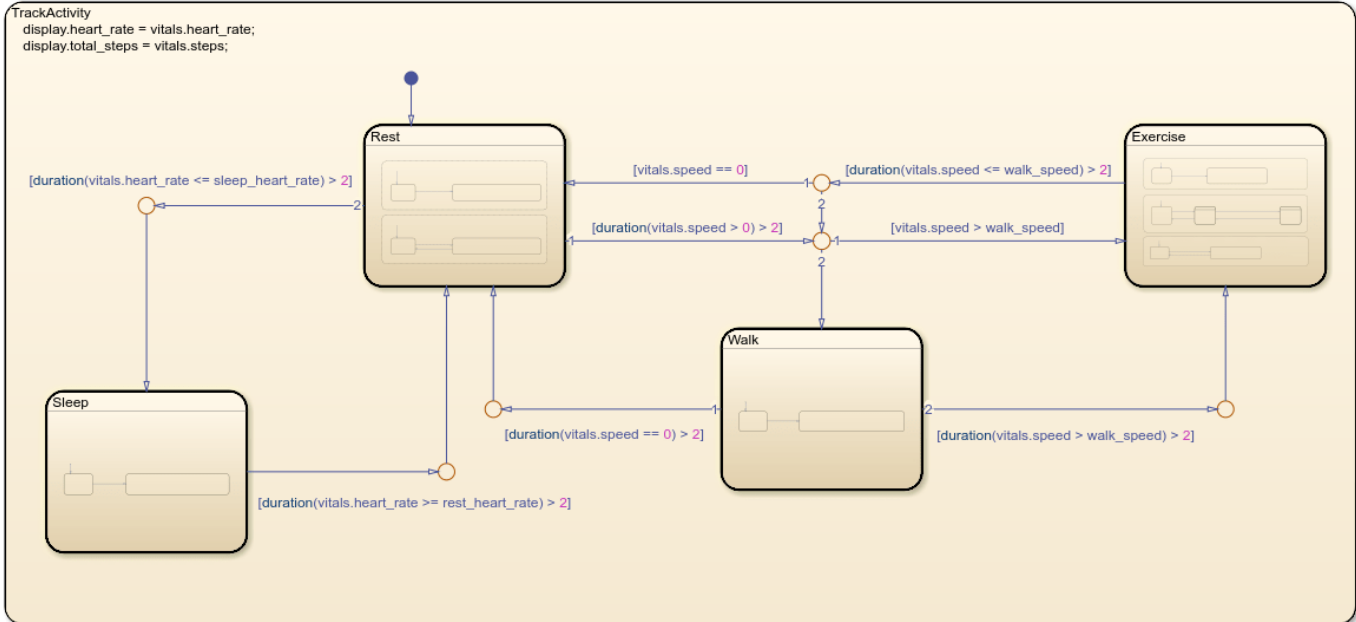 TrackActivity
display.heart_rate = vitals.heart_rate;
display.total_steps = vitals.steps;
Rest
Exercise
[duration(vitals.heart_rate <= sleep_heart_rate) > 2]
[vitals.speed == 0]
[duration(vitals.speed <= walk_speed) > 2]
1
2
2
[duration(vitals.speed > 0) > 2]
[vitals.speed > walk_speed]
1
1
2
Walk
Sleep
1
2
[duration(vitals.speed == 0) > 2]
[duration(vitals.speed > walk_speed) > 2]
[duration(vitals.heart_rate >= rest_heart_rate) > 2]